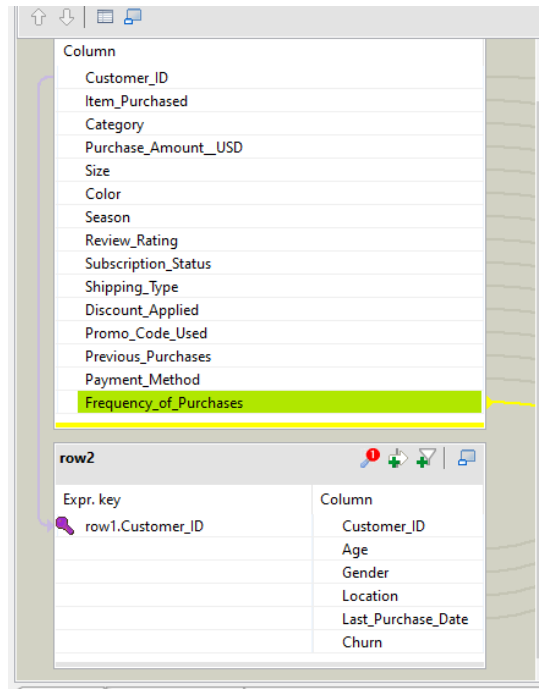 Column
Customer_ID
Item_Purchased
Category
Purchase_Amount__USD
Size
Color
Season
Review_Rating
Subscription_Status
Shipping_Type
Discount_Applied
Promo_Code_Used
Previous_Purchases
Payment_Method
Frequency_of_Purchases
row2
1
Expr. key Column
row1.Customer_ID Customer_ID
Age
Gender
Location
Last_Purchase_Date
Churn